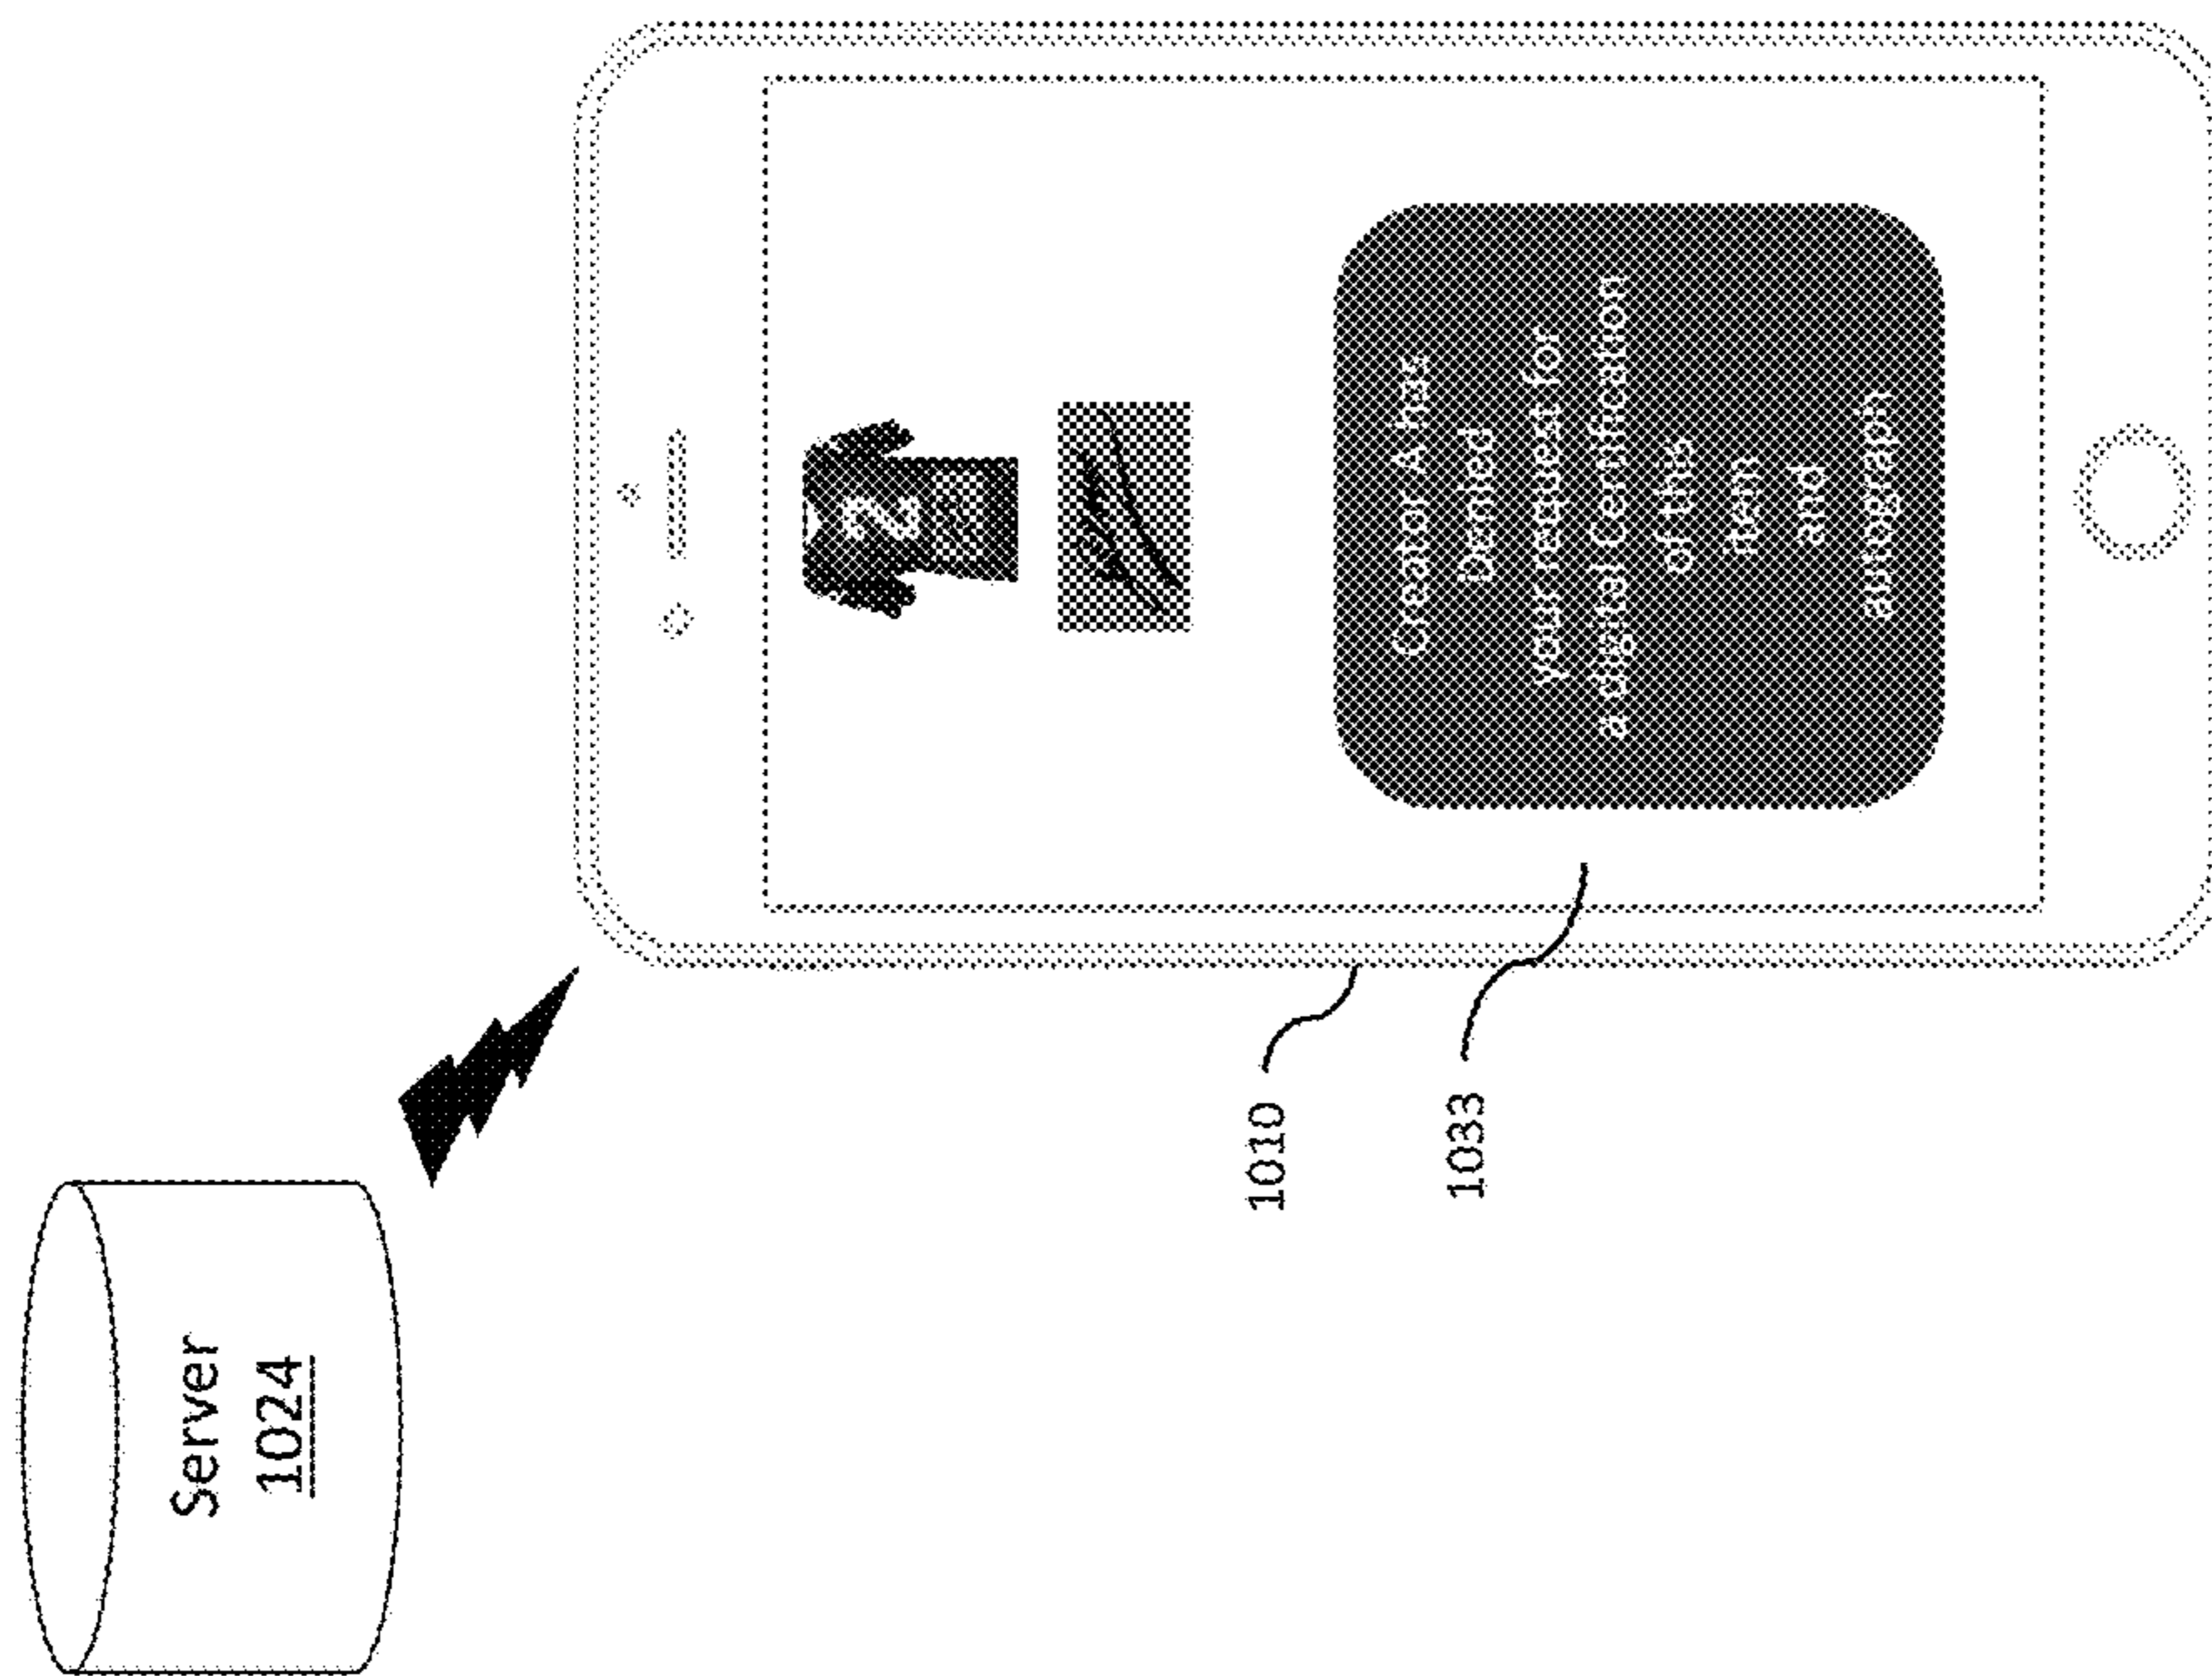 Server
1024
Creator A has
Denied
your request for
a digital Certification
of this
item
and
autograph
1010
1033